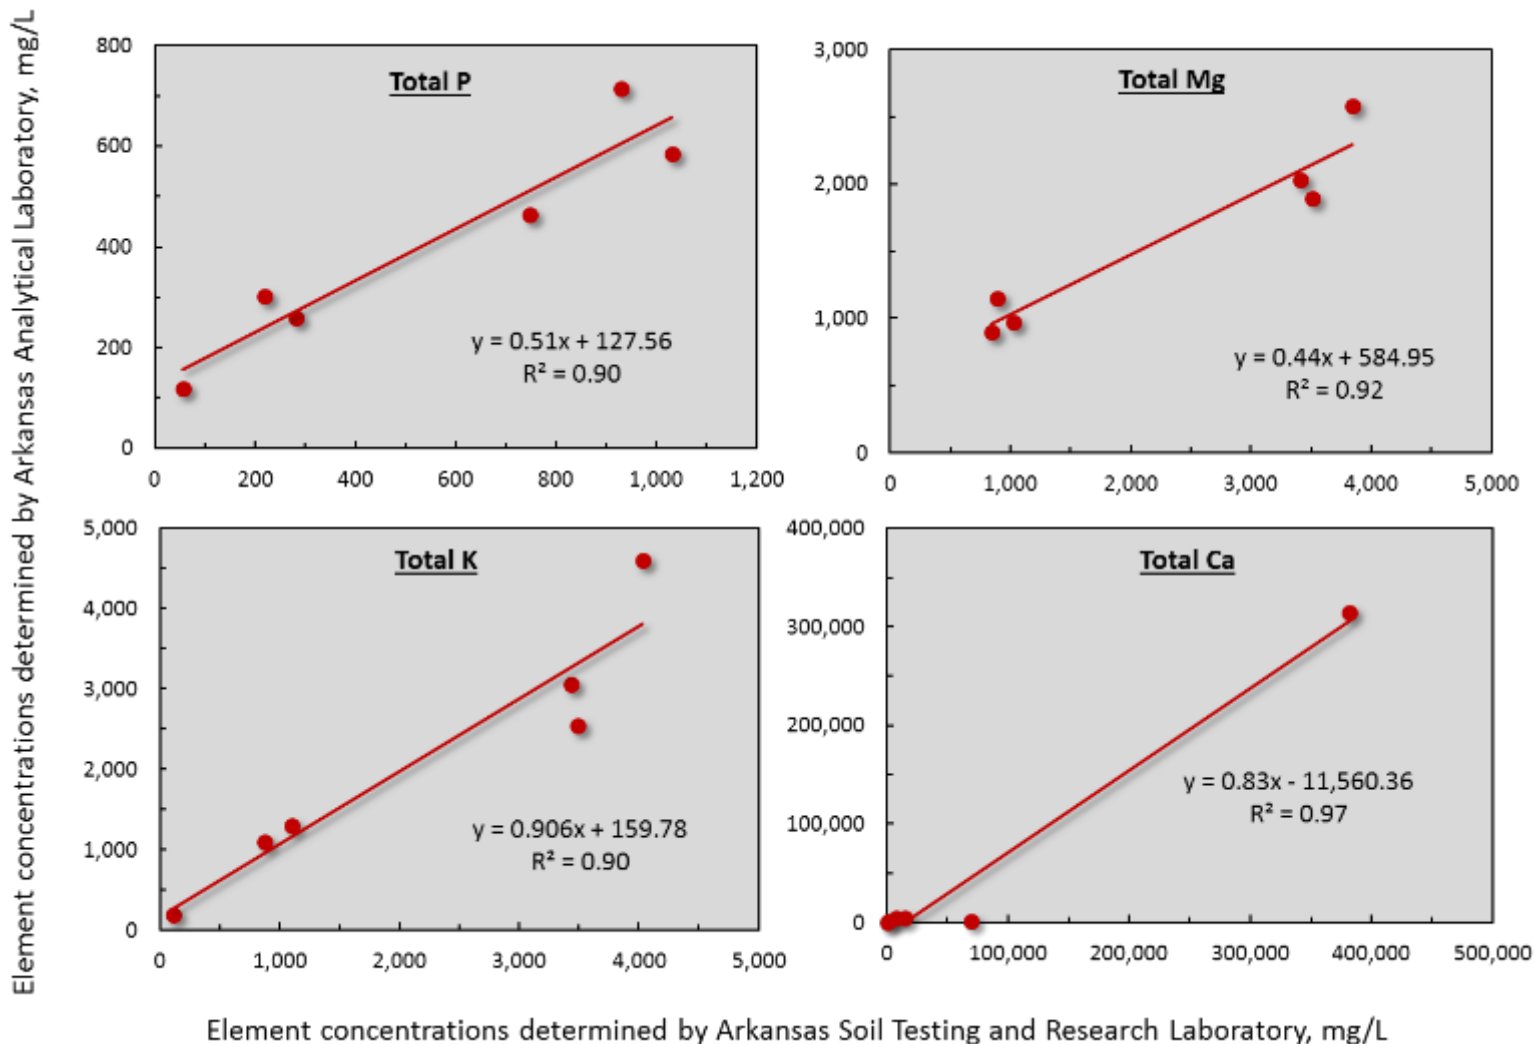 Element concentrations determined by Arkansas Analytical Laboratory, mg/L
Total P
800
600
400
200
0
y = 0.51x + 127.56
R² = 0.90
0 200 400 600 800 1,000 1,200
Total Mg
3,000
2,000
1,000
0
y = 0.44x + 584.95
R² = 0.92
0 1,000 2,000 3,000 4,000 5,000
Total K
5,000
4,000
3,000
2,000
1,000
0
y = 0.906x + 159.78
R² = 0.90
0 1,000 2,000 3,000 4,000 5,000
Total Ca
400,000
300,000
200,000
100,000
0
y = 0.83x - 11,560.36
R² = 0.97
0 100,000 200,000 300,000 400,000 500,000
Element concentrations determined by Arkansas Soil Testing and Research Laboratory, mg/L